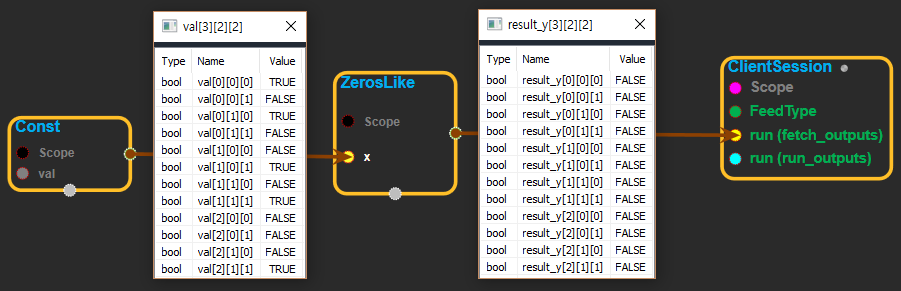 Const
Scope
val
val[3][2][2]
Type Name Value
bool val[0][0][0] TRUE
bool val[0][0][1] FALSE
bool val[0][1][0] TRUE
bool val[0][1][1] FALSE
bool val[1][0][0] TRUE
bool val[1][0][1] TRUE
bool val[1][1][0] FALSE
bool val[1][1][1] TRUE
bool val[2][0][0] FALSE
bool val[2][0][1] FALSE
bool val[2][1][0] FALSE
bool val[2][1][1] TRUE
ZerosLike
Scope
x
result_y[3][2][2]
Type Name Value
bool result_y[0][0][0] FALSE
bool result_y[0][0][1] FALSE
bool result_y[0][1][0] FALSE
bool result_y[0][1][1] FALSE
bool result_y[1][0][0] FALSE
bool result_y[1][0][1] FALSE
bool result_y[1][1][0] FALSE
bool result_y[1][1][1] FALSE
bool result_y[2][0][0] FALSE
bool result_y[2][0][1] FALSE
bool result_y[2][1][0] FALSE
bool result_y[2][1][1] FALSE
ClientSession
Scope
FeedType
run (fetch_outputs)
run (run_outputs)